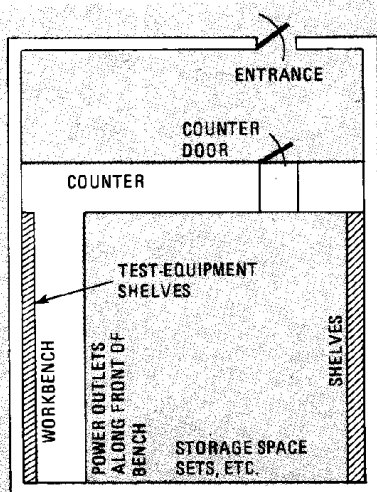 ENTRANCE
COUNTER
DOOR
COUNTER
TEST-EQUIPMENT
SHELVES
WORKBENCH
POWER OUTLETS
ALONG FRONT OF
BENCH
SHELVES
STORAGE SPACE
SETS, ETC.